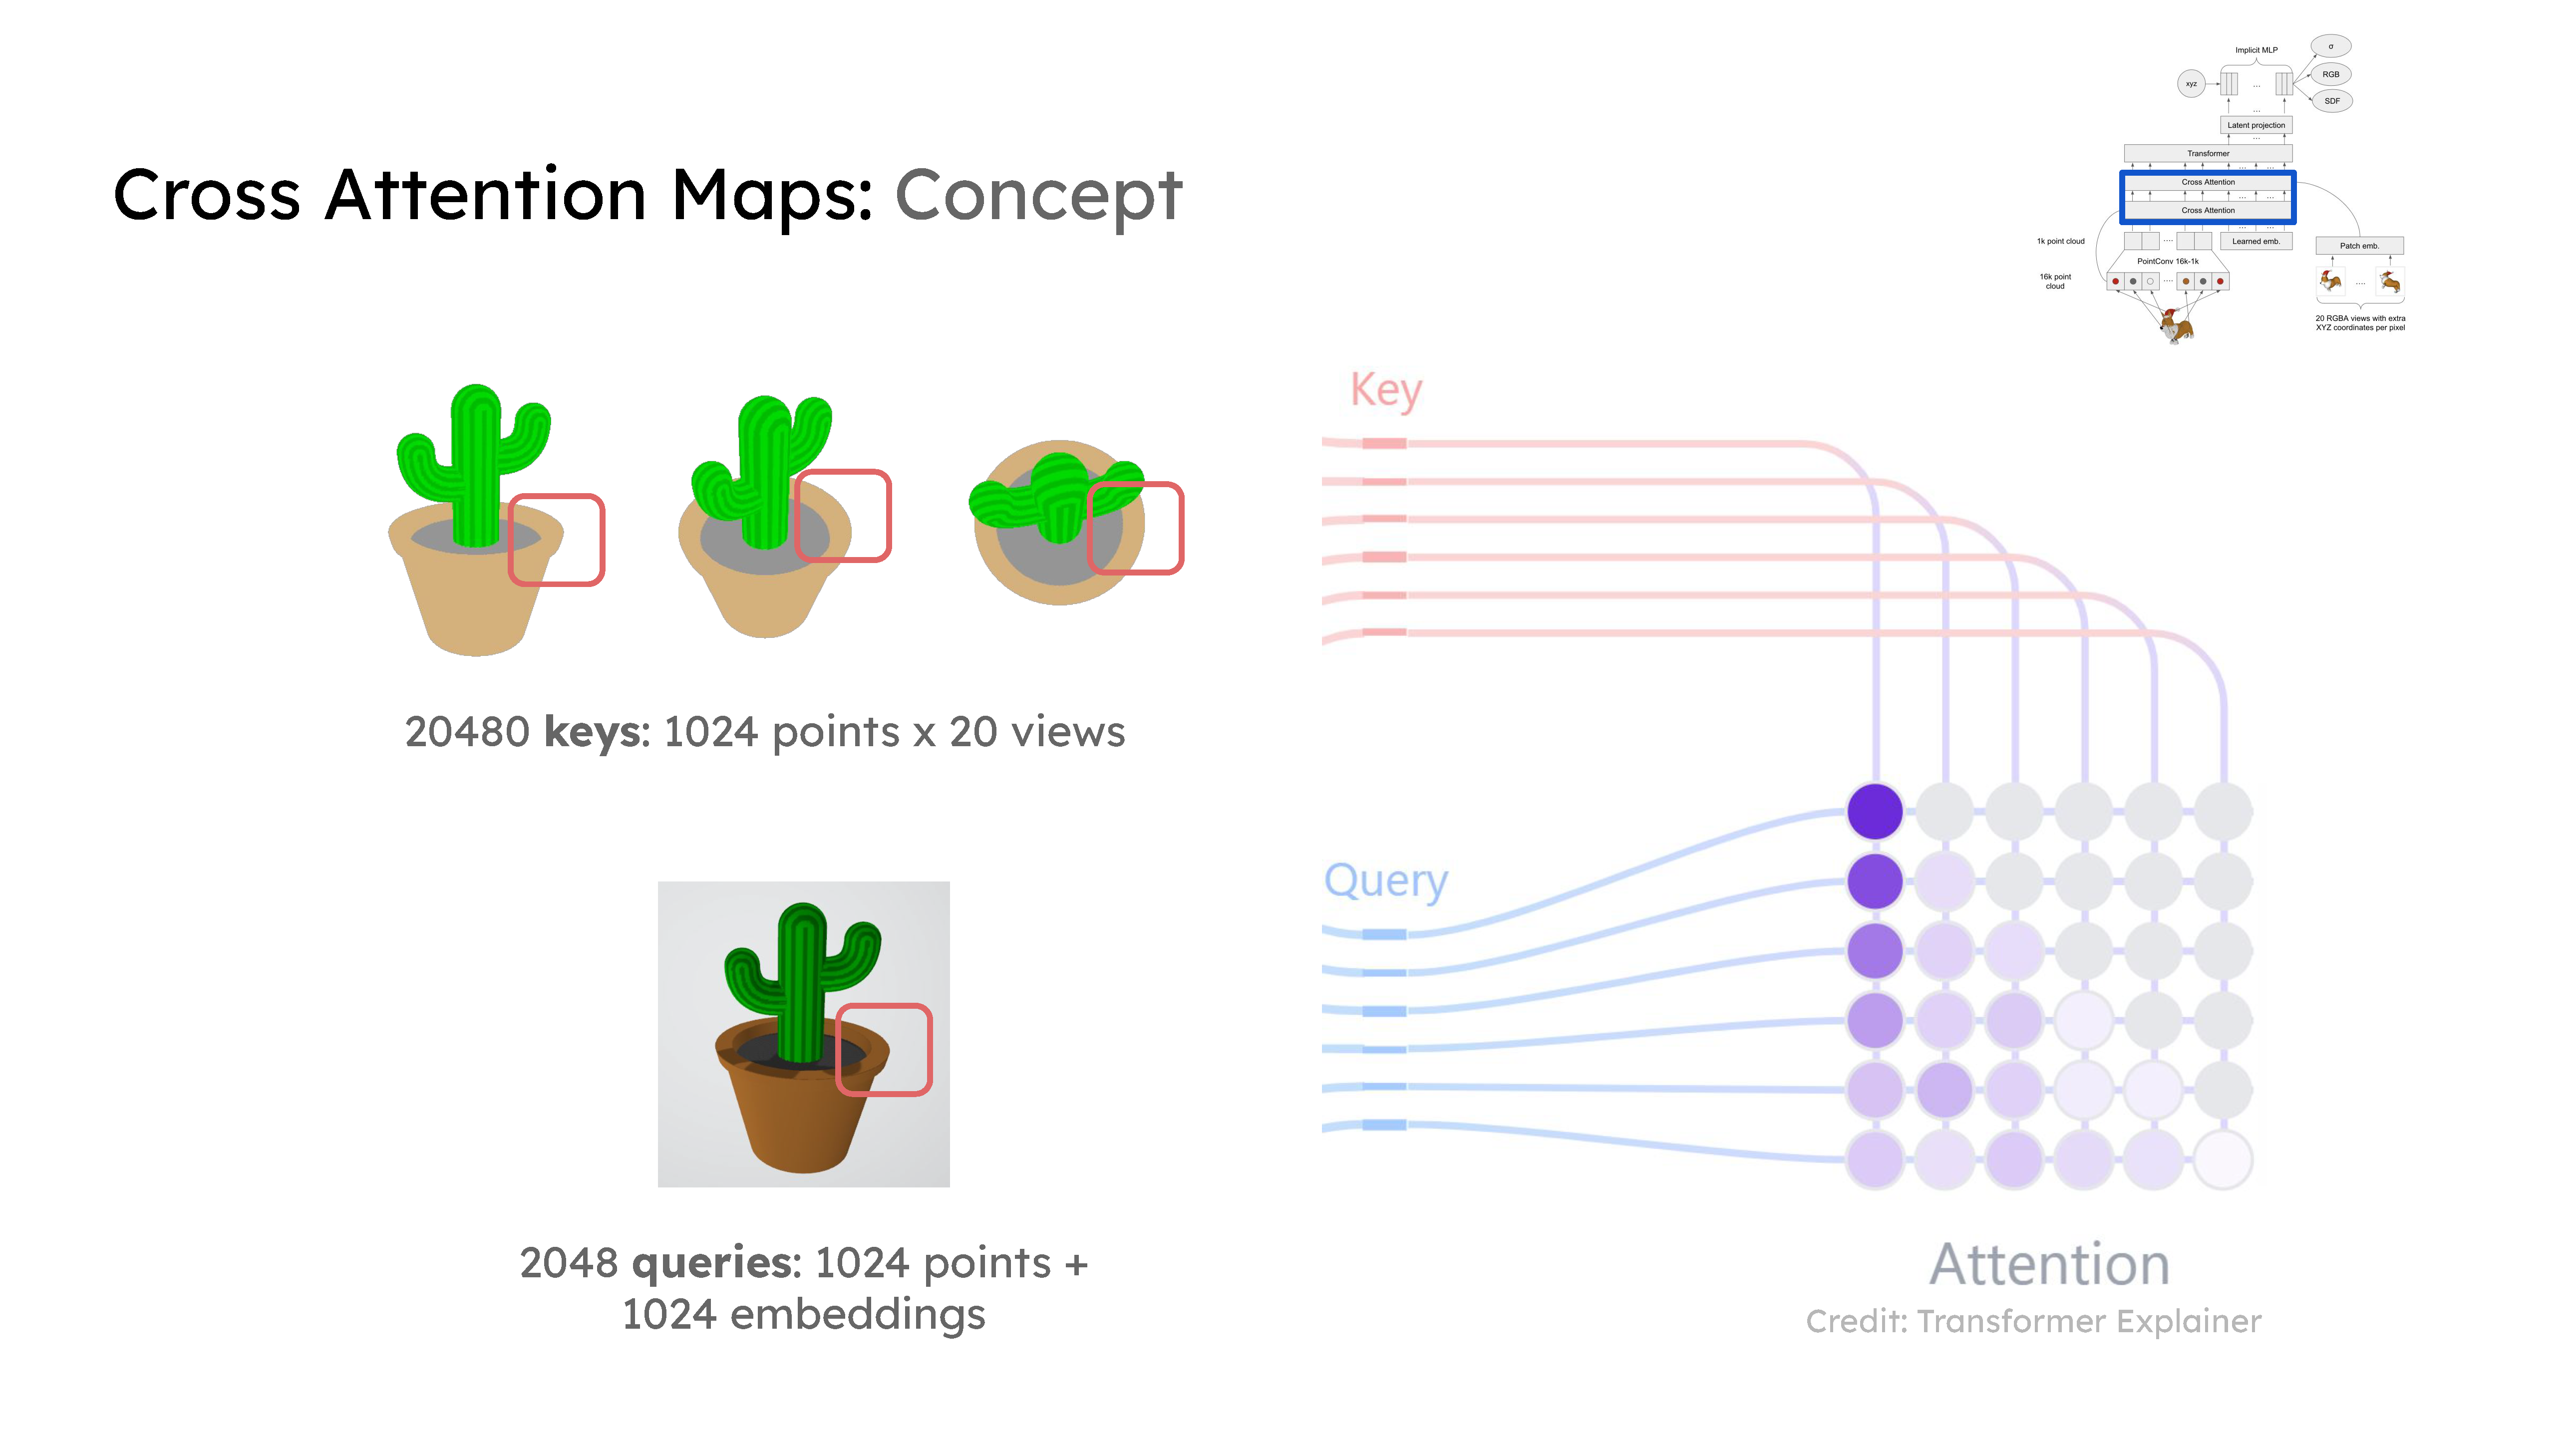 Cross Attention Maps: Concept
Implicit MLP
σ
xyz
...
RGB
SDF
...
Latent projection
...
Transformer
...
...
Cross Attention
...
...
Cross Attention
...
...
1k point cloud
....
Learned emb.
Patch emb.
PointConv 16k-1k
16k point
cloud
....
....
20 RGBA views with extra
XYZ coordinates per pixel
Key
20480 keys: 1024 points x 20 views
Query
2048 queries: 1024 points +
1024 embeddings
Attention
Credit: Transformer Explainer